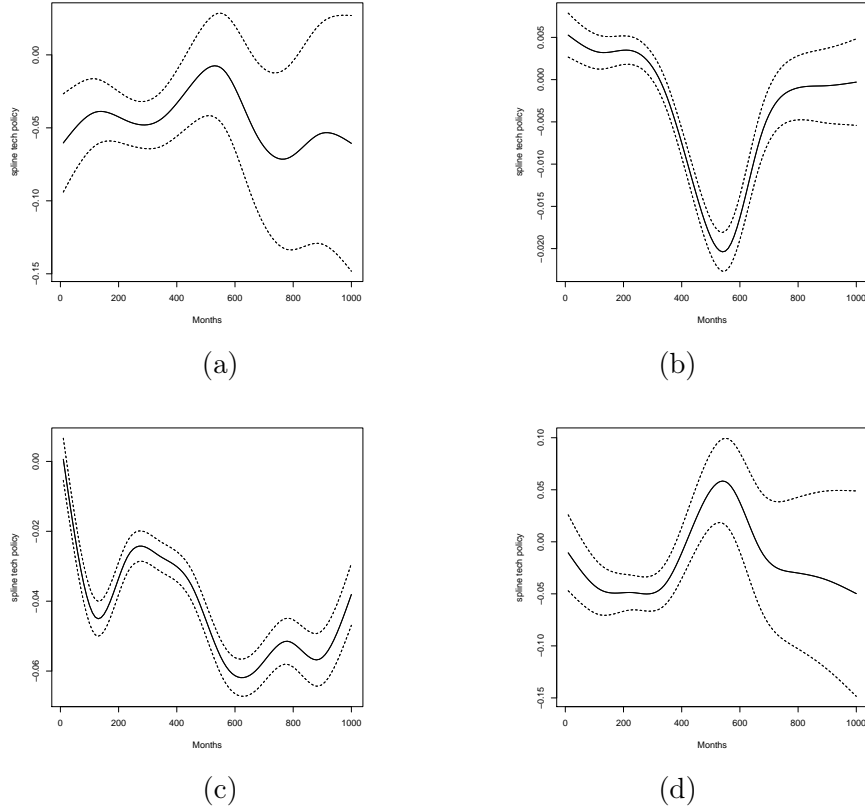 0.00
−0.05
−0.10
−0.15
spline tech policy
0 200 400 600 800 1000
Months
(a)
0.005
0.000
−0.005
−0.010
−0.015
−0.020
spline tech policy
0 200 400 600 800 1000
Months
(b)
0.00
−0.02
−0.04
−0.06
spline tech policy
0 200 400 600 800 1000
Months
(c)
0.10
0.05
0.00
−0.05
−0.10
−0.15
spline tech policy
0 200 400 600 800 1000
Months
(d)